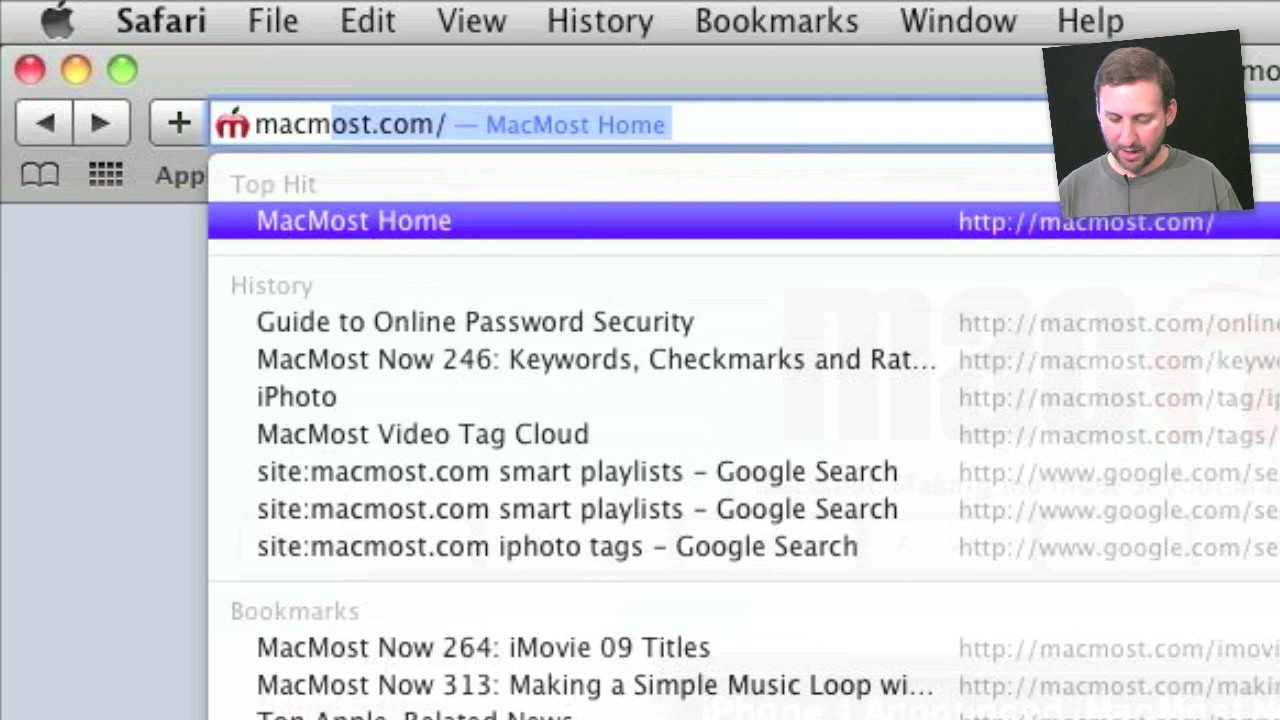 Safari File Edit View History Bookmarks Window Help
macmost.com/ — MacMost Home
App
Top Hit
MacMost Home http://macmost.com/
History
Guide to Online Password Security http://macmost.com/online
MacMost Now 246: Keywords, Checkmarks and Rat... http://macmost.com/keywo
iPhoto http://macmost.com/tag/ip
MacMost Video Tag Cloud http://macmost.com/tags/
site:macmost.com smart playlists – Google Search http://www.google.com/se
site:macmost.com smart playlists – Google Search http://www.google.com/se
site:macmost.com iphoto tags – Google Search http://www.google.com/se
Bookmarks
MacMost Now 264: iMovie 09 Titles http://macmost.com/imovi
MacMost Now 313: Making a Simple Music Loop wi... http://macmost.com/makin
Top Apple-Related News